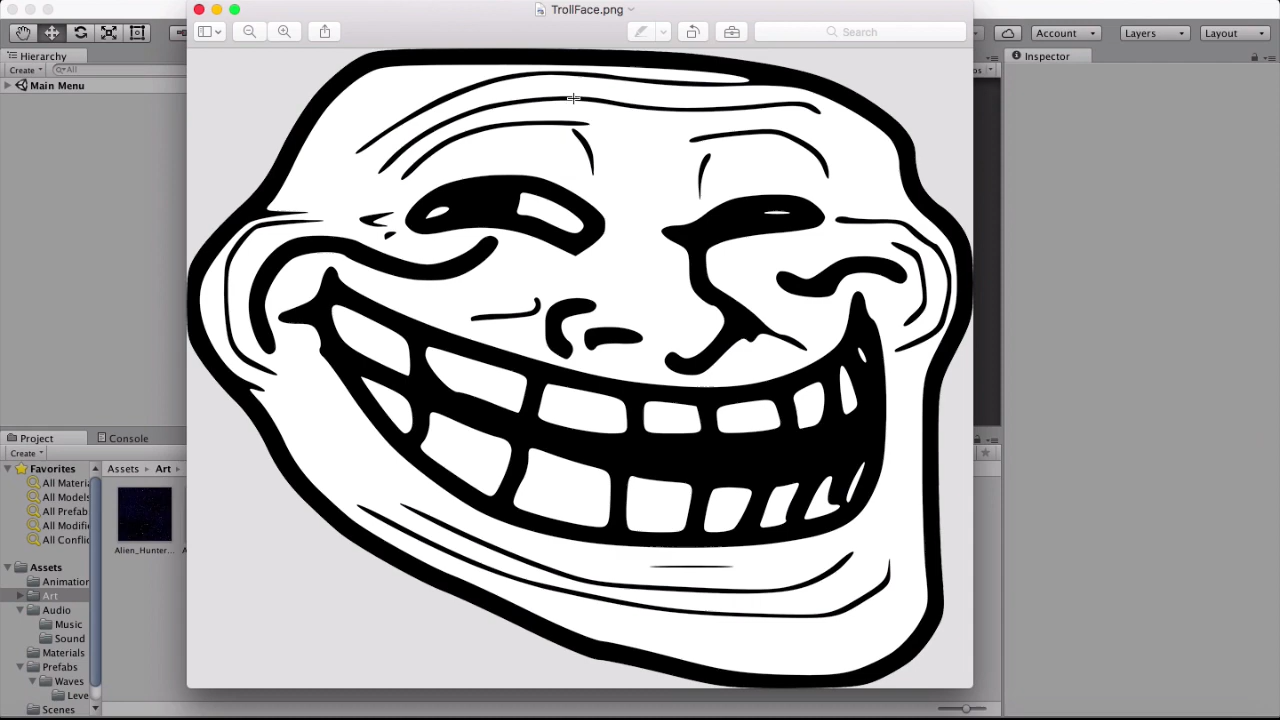 TrollFace.png
Search
Account
Layers
Layout
Hierarchy
Inspector
Create
All
Main Menu
Project
Console
Create
Favorites
Assets
Art
All Materi
All Models
All Prefab
All Modifi
All Conflic
Alien_Hunter...
Assets
Animation
Art
Audio
Music
Sound
Materials
Prefabs
Waves
Leve
Scenes